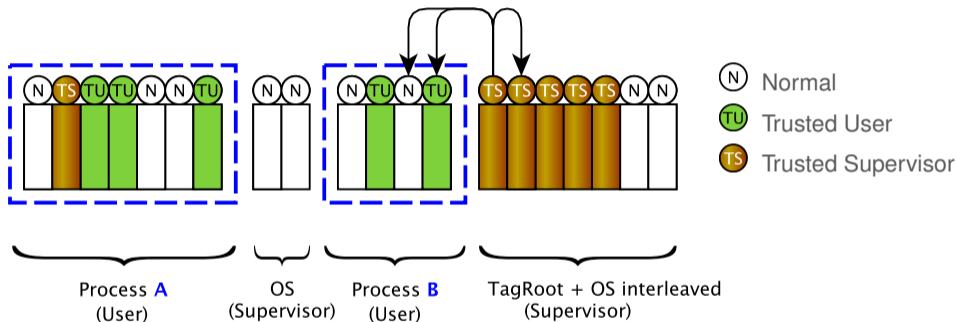 N TS TU TU N N TU N N N TU N TU TS TS TS TS TS N N
N Normal
TU Trusted User
TS Trusted Supervisor
Process A
(User)
OS
(Supervisor)
Process B
(User)
TagRoot + OS interleaved
(Supervisor)